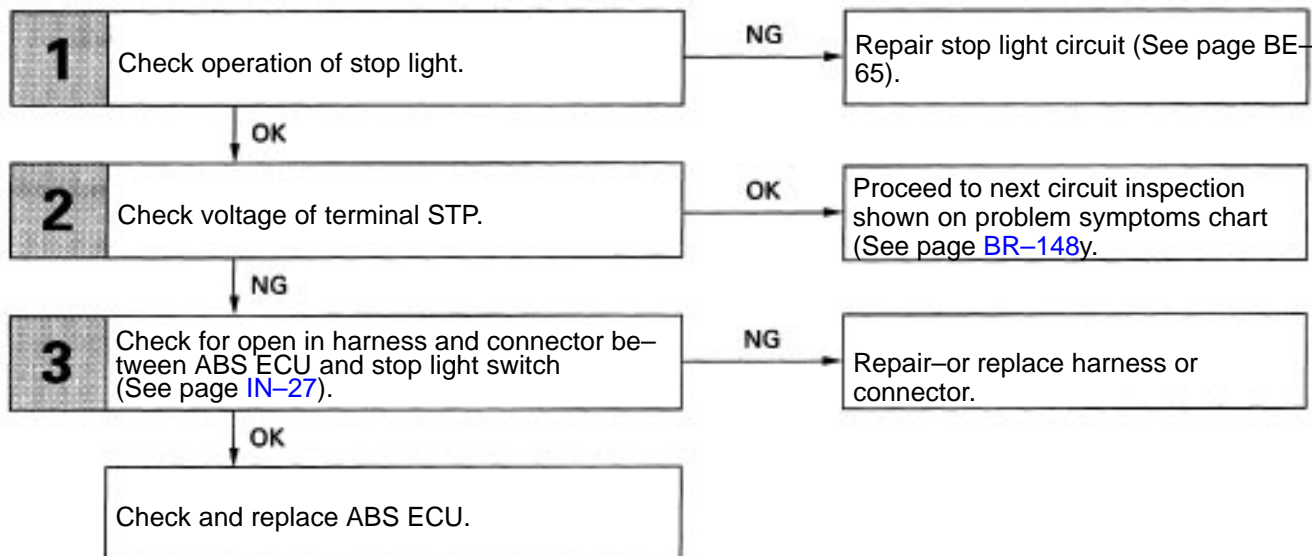 1
Check operation of stop light.
NG
Repair stop light circuit (See page BE–
65).
OK
2
Check voltage of terminal STP.
OK
Proceed to next circuit inspection
shown on problem symptoms chart
(See page BR–148y.
NG
3
Check for open in harness and connector be–
tween ABS ECU and stop light switch
(See page IN–27).
NG
Repair–or replace harness or
connector.
OK
Check and replace ABS ECU.